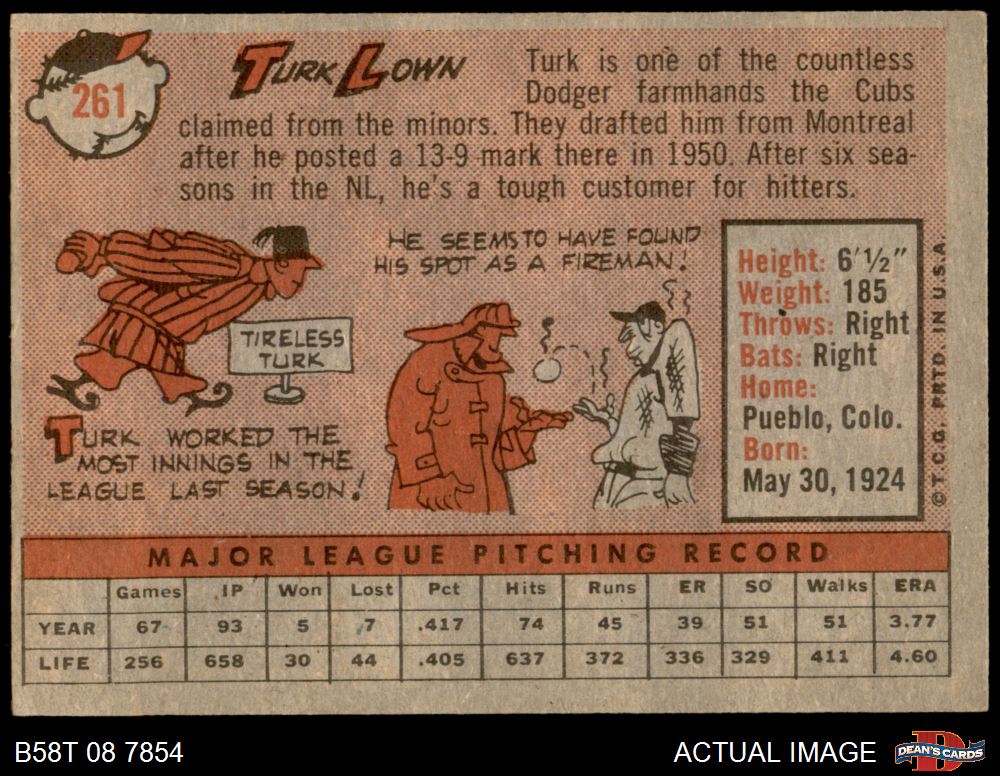 261
TURK LOWN
Turk is one of the countless
Dodger farmhands the Cubs
claimed from the minors. They drafted him from Montreal
after he posted a 13-9 mark there in 1950. After six sea-
sons in the NL, he's a tough customer for hitters.
TIRELESS
TURK
TURK WORKED THE
MOST INNINGS IN THE
LEAGUE LAST SEASON!
HE SEEMS TO HAVE FOUND
HIS SPOT AS A FIREMAN!
Height: 6'½"
Weight: 185
Throws: Right
Bats: Right
Home:
Pueblo, Colo.
Born:
May 30, 1924
© T.C.G. PRTD. IN U.S.A.
MAJOR LEAGUE PITCHING RECORD
Games IP Won Lost Pct Hits Runs ER SO Walks ERA
YEAR 67 93 5 7 .417 74 45 39 51 51 3.77
LIFE 256 658 30 44 .405 637 372 336 329 411 4.60
B58T 08 7854
ACTUAL IMAGE
DEAN'S CARDS